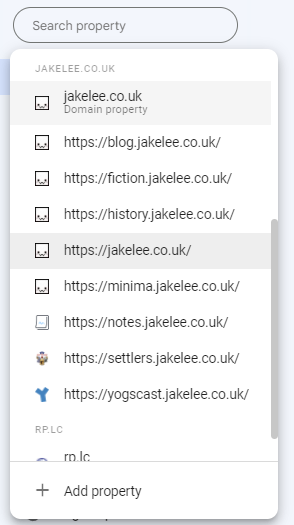 Search property
JAKELEE.CO.UK
jakelee.co.uk
Domain property
https://blog.jakelee.co.uk/
https://fiction.jakelee.co.uk/
https://history.jakelee.co.uk/
https://jakelee.co.uk/
https://minima.jakelee.co.uk/
https://notes.jakelee.co.uk/
https://settlers.jakelee.co.uk/
https://yogscast.jakelee.co.uk/
RP.LC
rp.lc
Add property